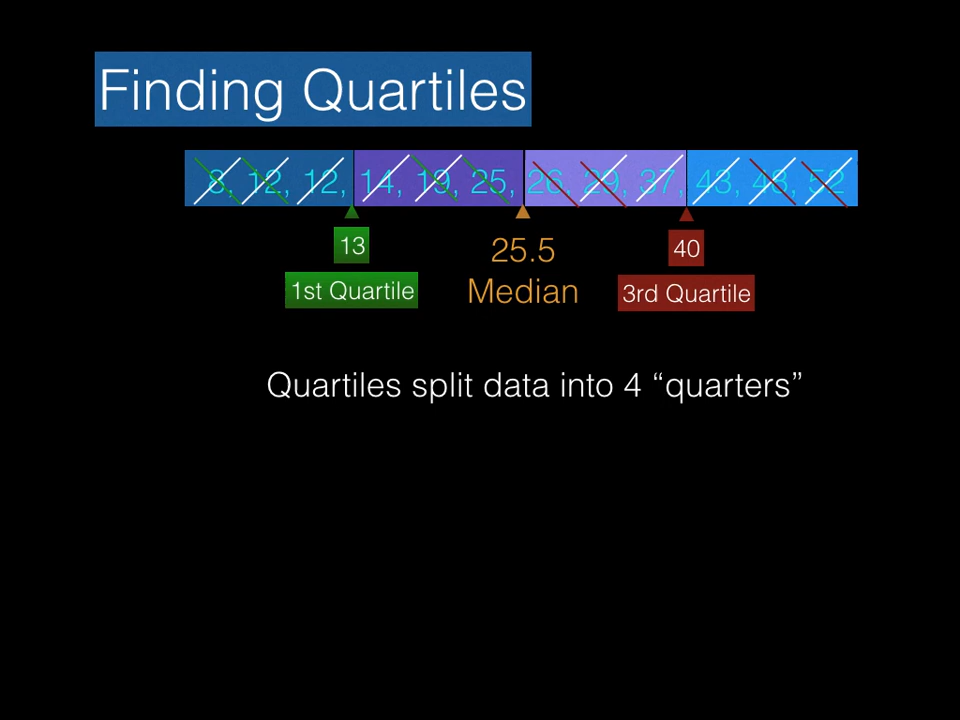 Finding Quartiles
8, 12, 12, 14, 19, 25, 26, 29, 37, 43, 48, 52
13
25.5
40
1st Quartile
Median
3rd Quartile
Quartiles split data into 4 “quarters”